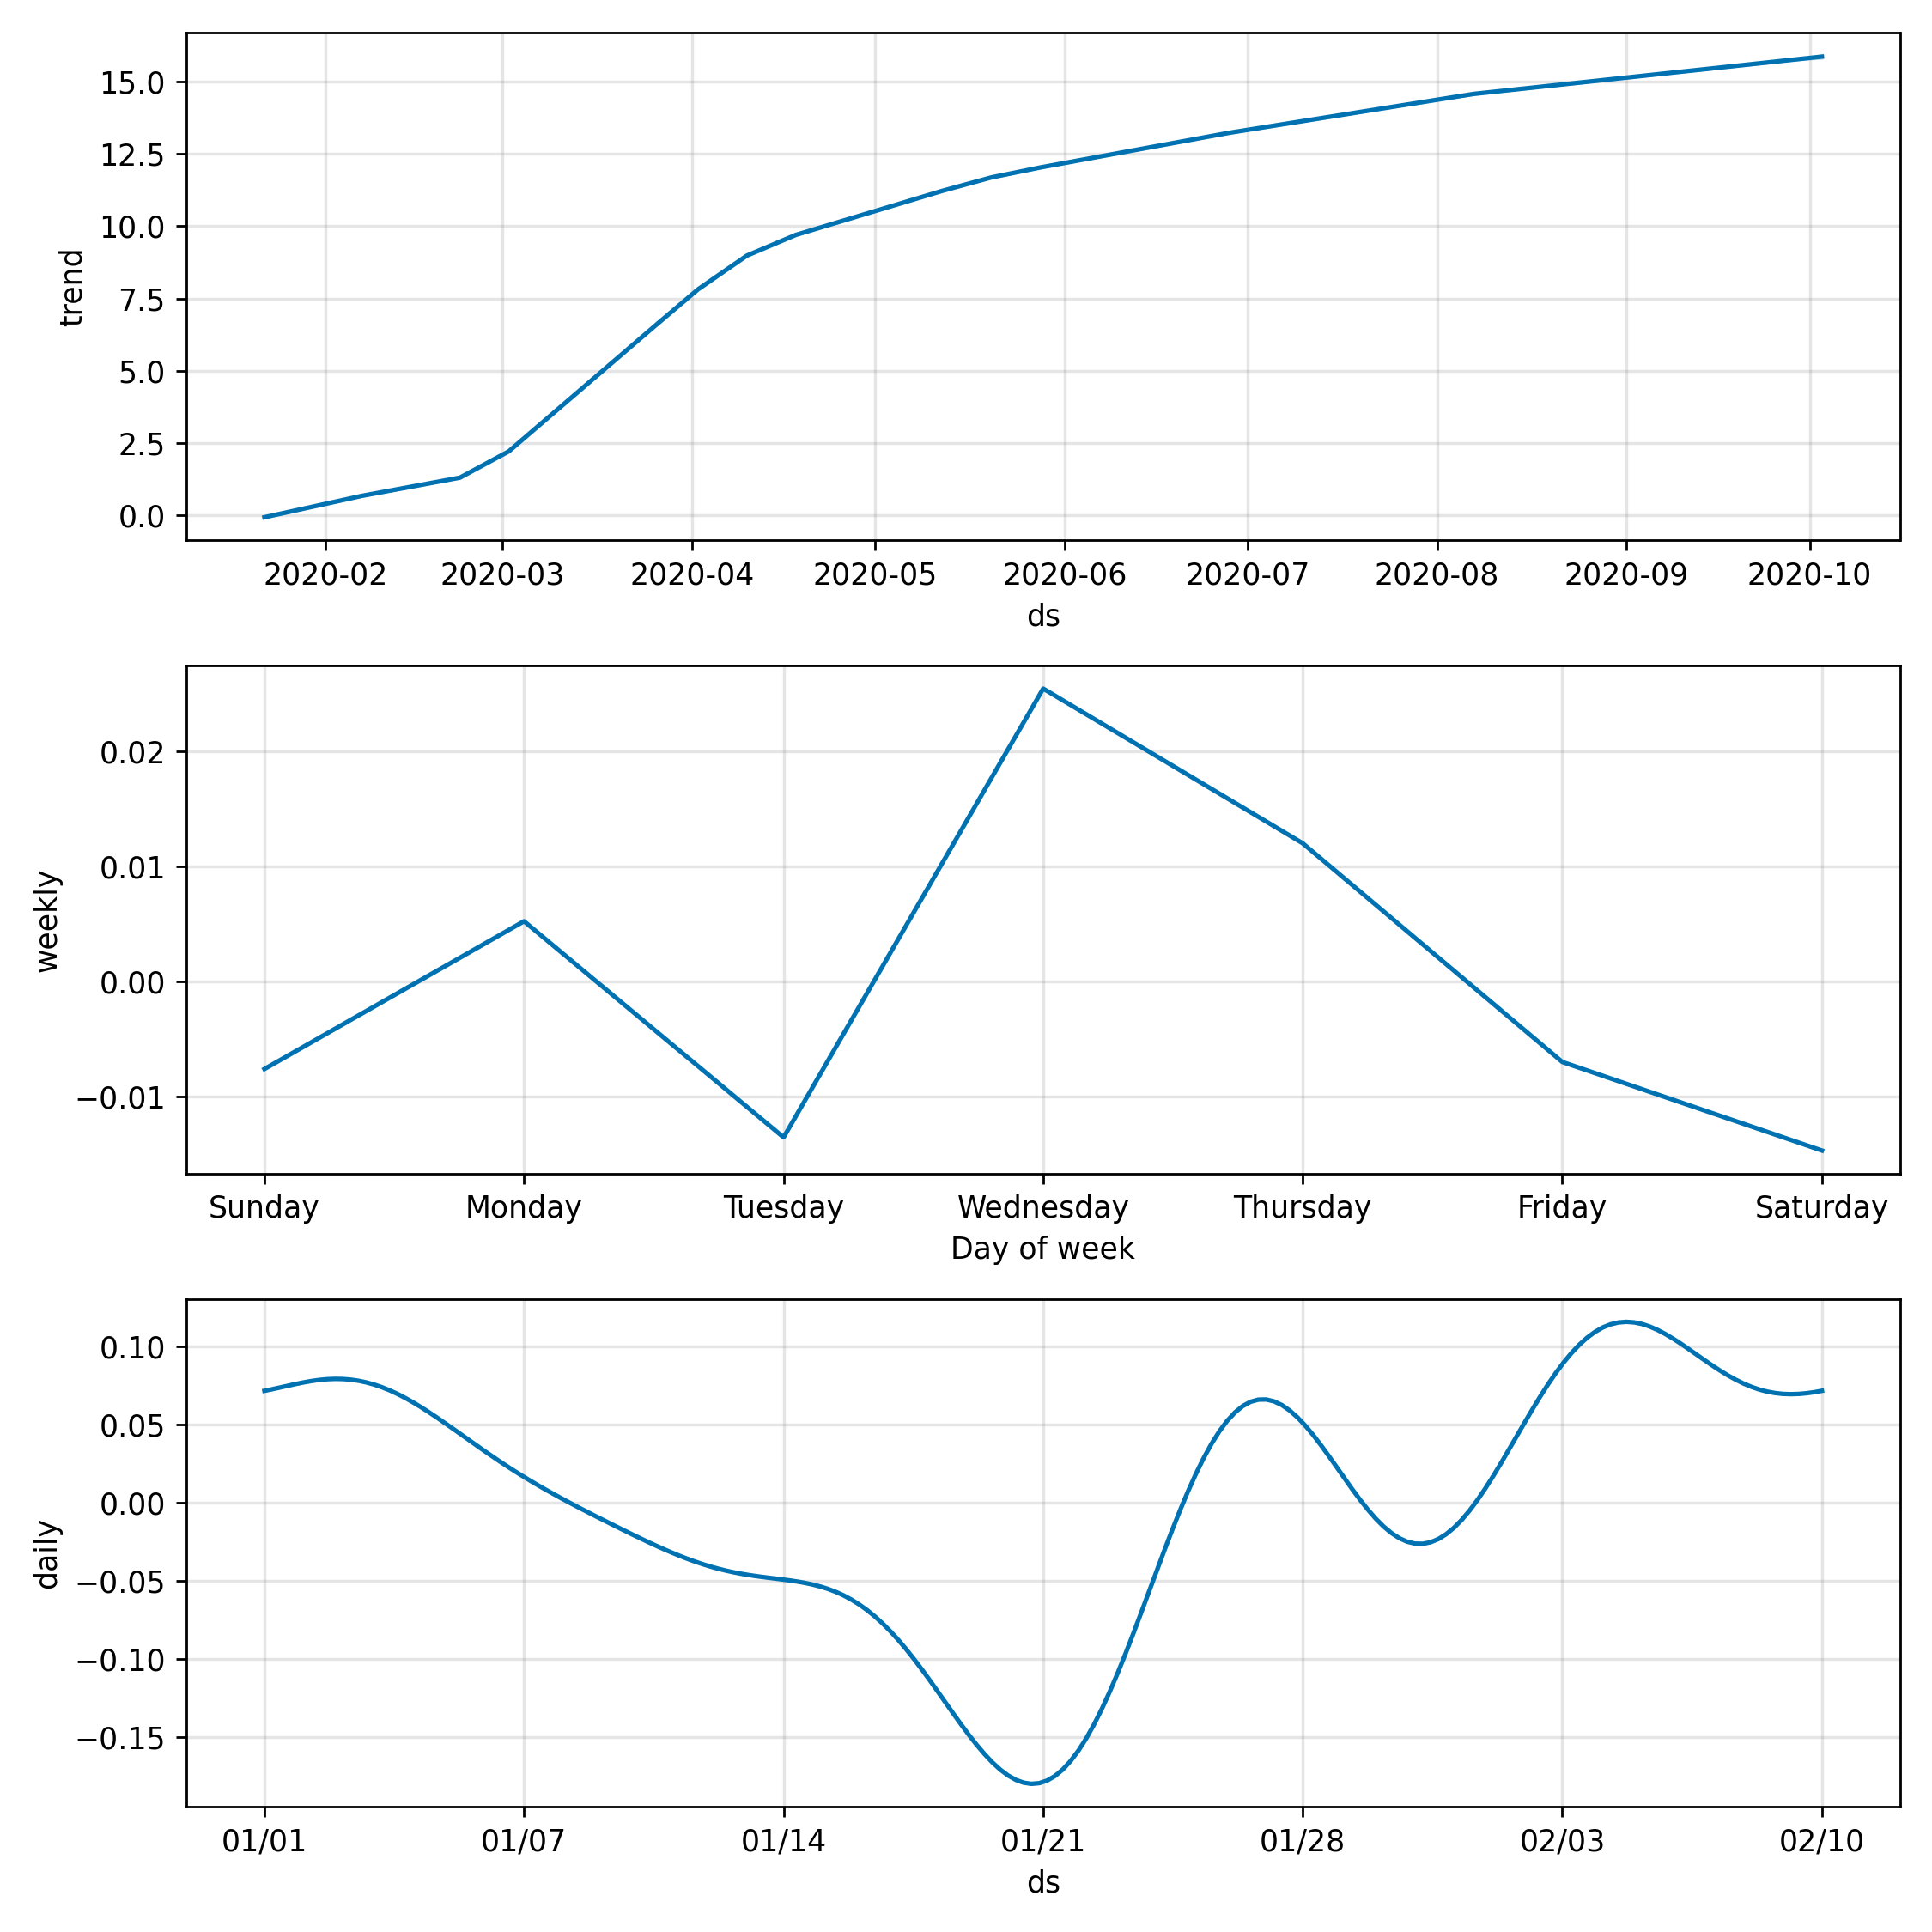 15.0
12.5
10.0
7.5
5.0
2.5
0.0
trend
2020-02 2020-03 2020-04 2020-05 2020-06 2020-07 2020-08 2020-09 2020-10
ds
0.02
0.01
0.00
−0.01
weekly
Sunday Monday Tuesday Wednesday Thursday Friday Saturday
Day of week
0.10
0.05
0.00
−0.05
−0.10
−0.15
daily
01/01 01/07 01/14 01/21 01/28 02/03 02/10
ds